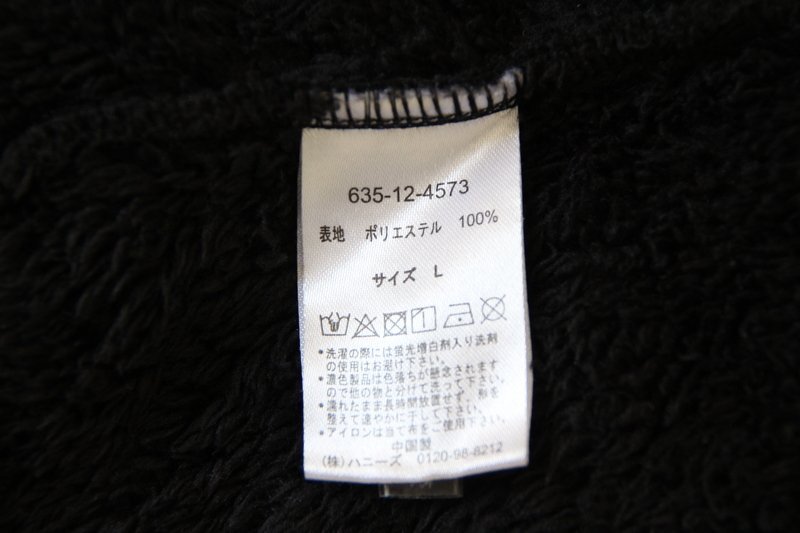 635-12-4573
表地 ポリエステル 100%
サイズ L
•洗濯の際には蛍光増白剤入り洗剤
の使用はお避け下さい。
•濃色製品は色落ちが懸念されます
ので他の物と分けて洗って下さい。
•濡れたまま長時間放置せず、形を
整えて速やかに干して下さい。
•アイロンは当て布をご使用下さい。
中国製
(株)ハニーズ 0120-98-8212